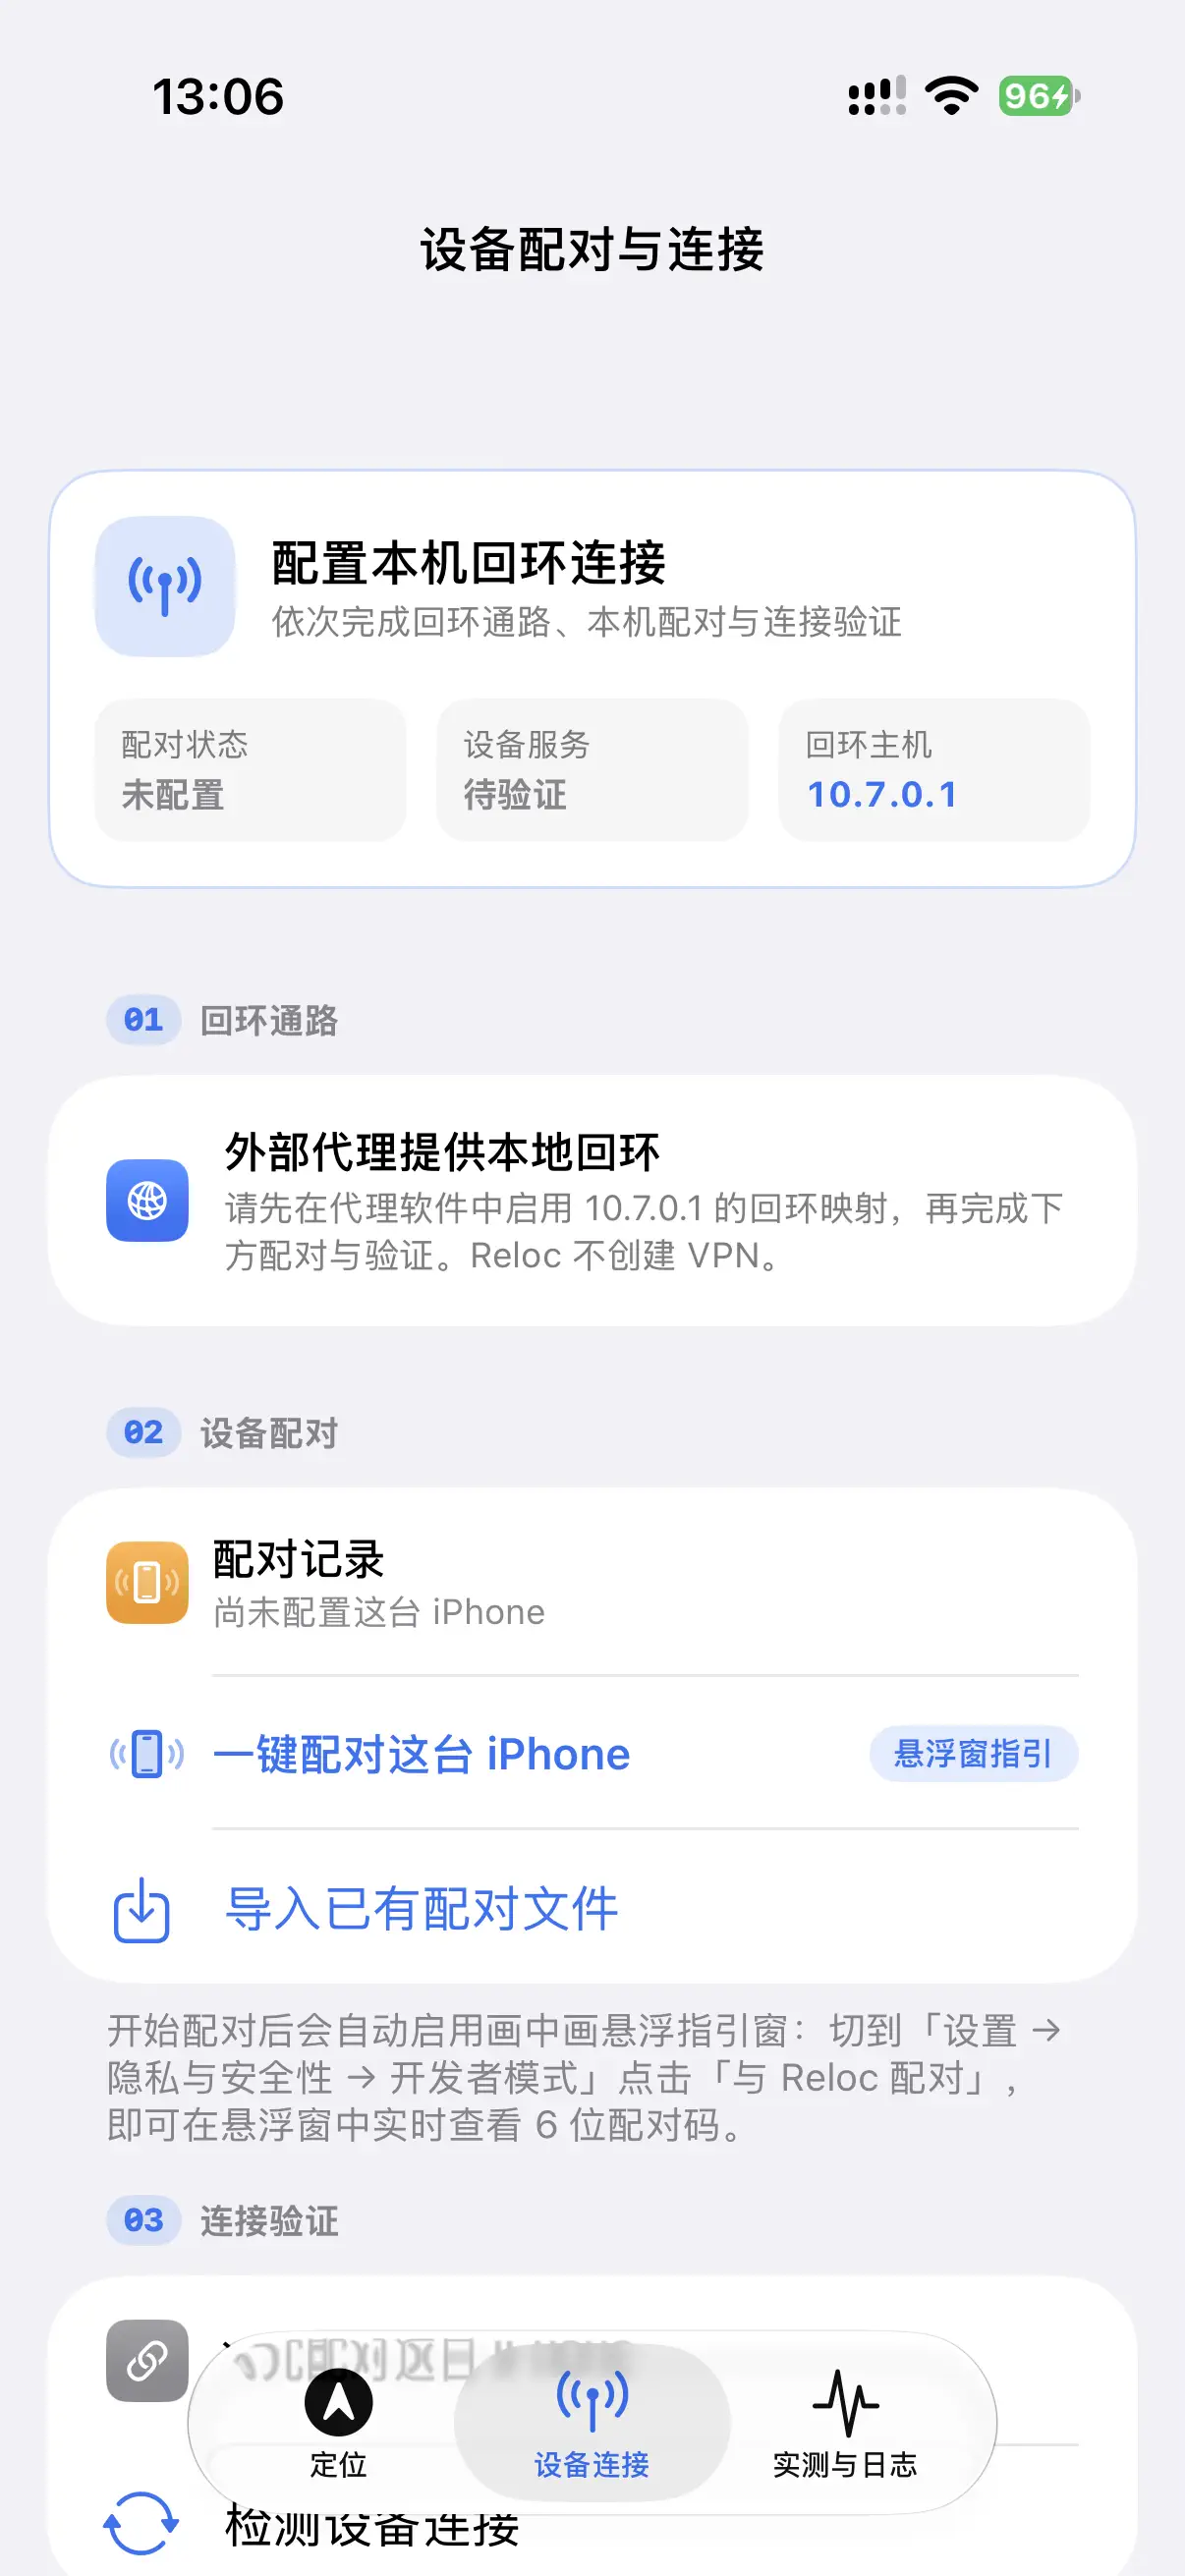 13:06
96
设备配对与连接
配置本机回环连接
依次完成回环通路、本机配对与连接验证
配对状态
未配置
设备服务
待验证
回环主机
10.7.0.1
01 回环通路
外部代理提供本地回环
请先在代理软件中启用 10.7.0.1 的回环映射，再完成下
方配对与验证。Reloc 不创建 VPN。
02 设备配对
配对记录
尚未配置这台 iPhone
一键配对这台 iPhone
悬浮窗指引
导入已有配对文件
开始配对后会自动启用画中画悬浮指引窗：切到「设置 →
隐私与安全性 → 开发者模式」点击「与 Reloc 配对」，
即可在悬浮窗中实时查看 6 位配对码。
03 连接验证
定位
设备连接
实测与日志
检测设备连接